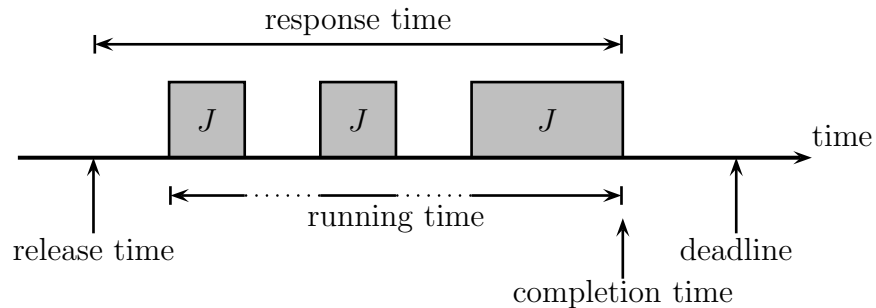 response time
J J J
time
running time
release time
deadline
completion time